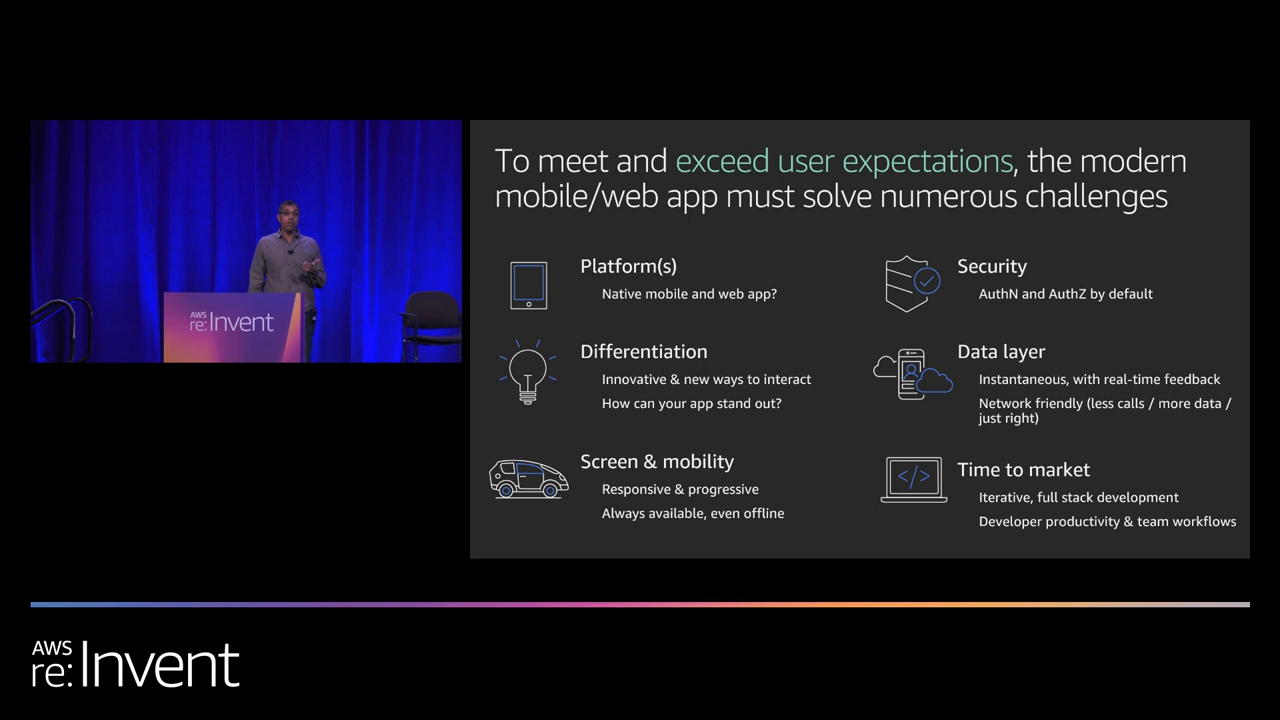 To meet and exceed user expectations, the modern
mobile/web app must solve numerous challenges
Platform(s)
Native mobile and web app?
Differentiation
Innovative & new ways to interact
How can your app stand out?
Screen & mobility
Responsive & progressive
Always available, even offline
Security
AuthN and AuthZ by default
Data layer
Instantaneous, with real-time feedback
Network friendly (less calls / more data /
just right)
</>
Time to market
Iterative, full stack development
Developer productivity & team workflows
AWS
re:Invent
AWS
re:Invent